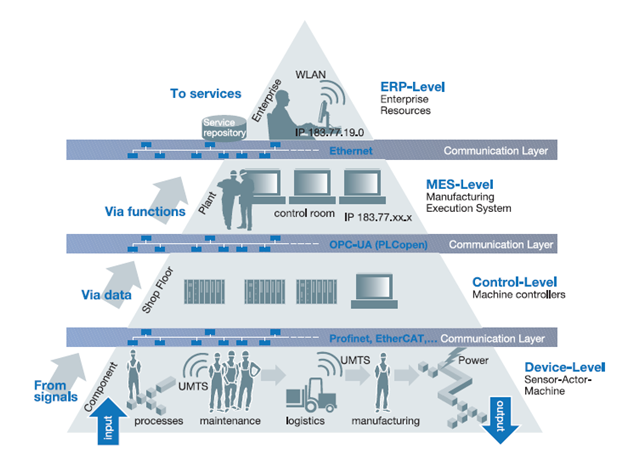 WLAN
To services
Enterprise
ERP-Level
Enterprise
Resources
Service
repository
IP 183.77.19.0
Ethernet
Communication Layer
Via functions
Plant
control room
IP 183.77.xx.x
MES-Level
Manufacturing
Execution System
OPC-UA (PLCopen)
Communication Layer
Via data
Shop Floor
Control-Level
Machine controllers
Profinet, EtherCAT,...
Communication Layer
From
signals
Component
UMTS
UMTS
Power
Device-Level
Sensor-Actor-
Machine
input
processes
maintenance
logistics
manufacturing
output